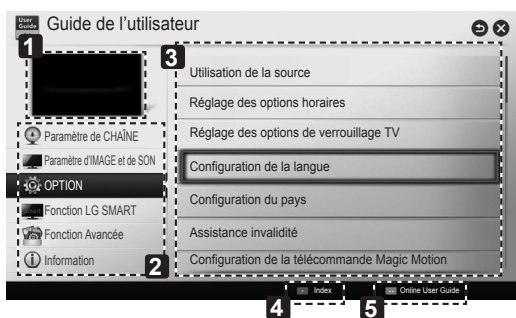 User
Guide
Guide de l'utilisateur
1
3
Utilisation de la source
Réglage des options horaires
Réglage des options de verrouillage TV
Configuration de la langue
Configuration du pays
Assistance invalidité
Configuration de la télécommande Magic Motion
Paramètre de CHAÎNE
Paramètre d'IMAGE et de SON
OPTION
Fonction LG SMART
Fonction Avancée
Information
2
Index
Online User Guide
4
5